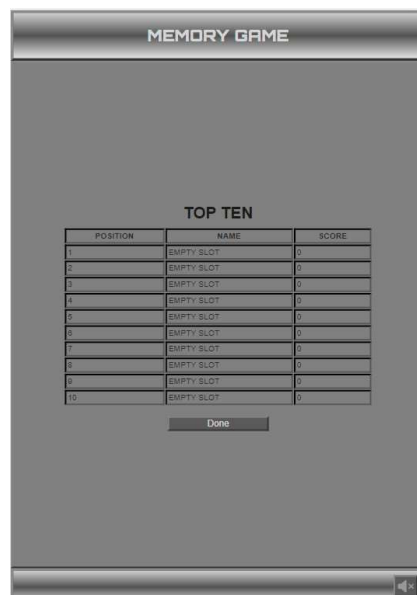 MEMORY GAME
TOP TEN
POSITION NAME SCORE
1 EMPTY SLOT 0
2 EMPTY SLOT 0
3 EMPTY SLOT 0
4 EMPTY SLOT 0
5 EMPTY SLOT 0
6 EMPTY SLOT 0
7 EMPTY SLOT 0
8 EMPTY SLOT 0
9 EMPTY SLOT 0
10 EMPTY SLOT 0
Done